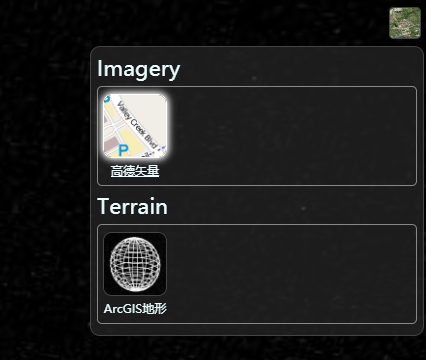 Imagery
Valley Creek Blvd
P
高德矢量
Terrain
ArcGIS地形